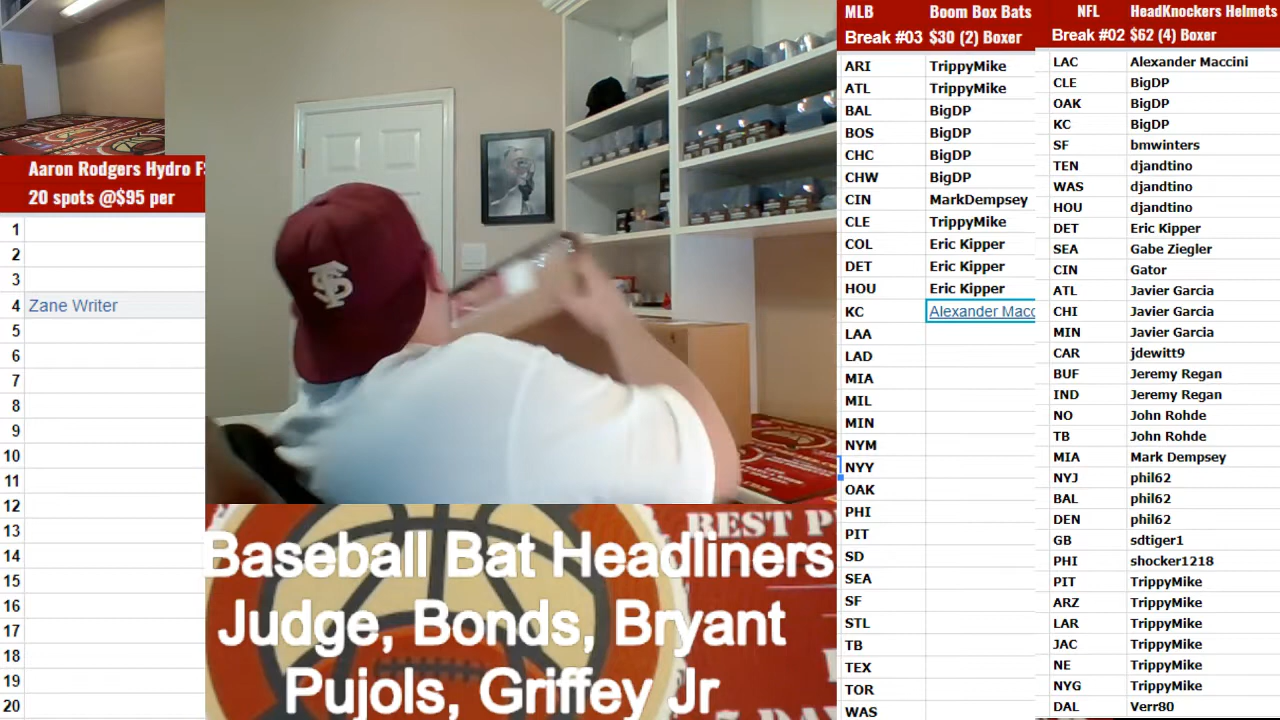 Aaron Rodgers Hydro
20 spots @$95 per
1
2
3
4 Zane Writer
5
6
7
8
9
10
11
12
13
14
15
16
17
18
19
20
Baseball Bat Headliners
Judge, Bonds, Bryant
Pujols, Griffey Jr
REST
MLB Boom Box Bats
Break #03 $30 (2) Boxer
ARI TrippyMike
ATL TrippyMike
BAL BigDP
BOS BigDP
CHC BigDP
CHW BigDP
CIN MarkDempsey
CLE TrippyMike
COL Eric Kipper
DET Eric Kipper
HOU Eric Kipper
KC Alexander Macc
LAA
LAD
MIA
MIL
MIN
NYM
NYY
OAK
PHI
PIT
SD
SEA
SF
STL
TB
TEX
TOR
WAS
NFL HeadKnockers Helmets
Break #02 $62 (4) Boxer
LAC Alexander Maccini
CLE BigDP
OAK BigDP
KC BigDP
SF bmwinters
TEN djandtino
WAS djandtino
HOU djandtino
DET Eric Kipper
SEA Gabe Ziegler
CIN Gator
ATL Javier Garcia
CHI Javier Garcia
MIN Javier Garcia
CAR jdewitt9
BUF Jeremy Regan
IND Jeremy Regan
NO John Rohde
TB John Rohde
MIA Mark Dempsey
NYJ phil62
BAL phil62
DEN phil62
GB sdtiger1
PHI shocker1218
PIT TrippyMike
ARZ TrippyMike
LAR TrippyMike
JAC TrippyMike
NE TrippyMike
NYG TrippyMike
DAL Verr80